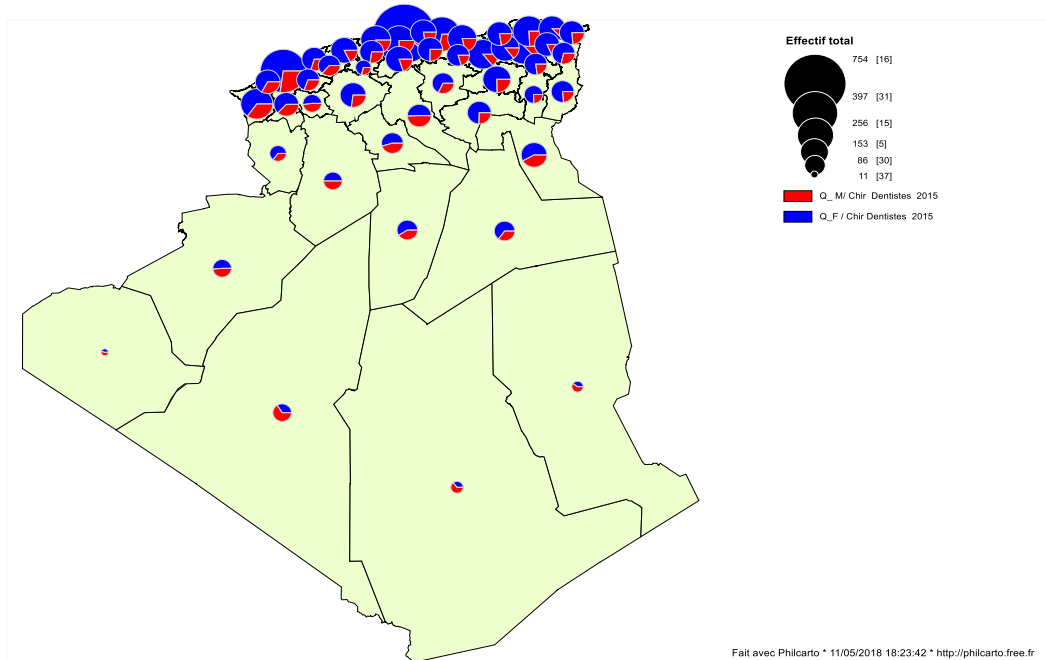 Effectif total
754 [16]
397 [31]
256 [15]
153 [5]
86 [30]
11 [37]
Q_ M/ Chir Dentistes 2015
Q_F / Chir Dentistes 2015
Fait avec Philcarto * 11/05/2018 18:23:42 * http://philcarto.free.fr